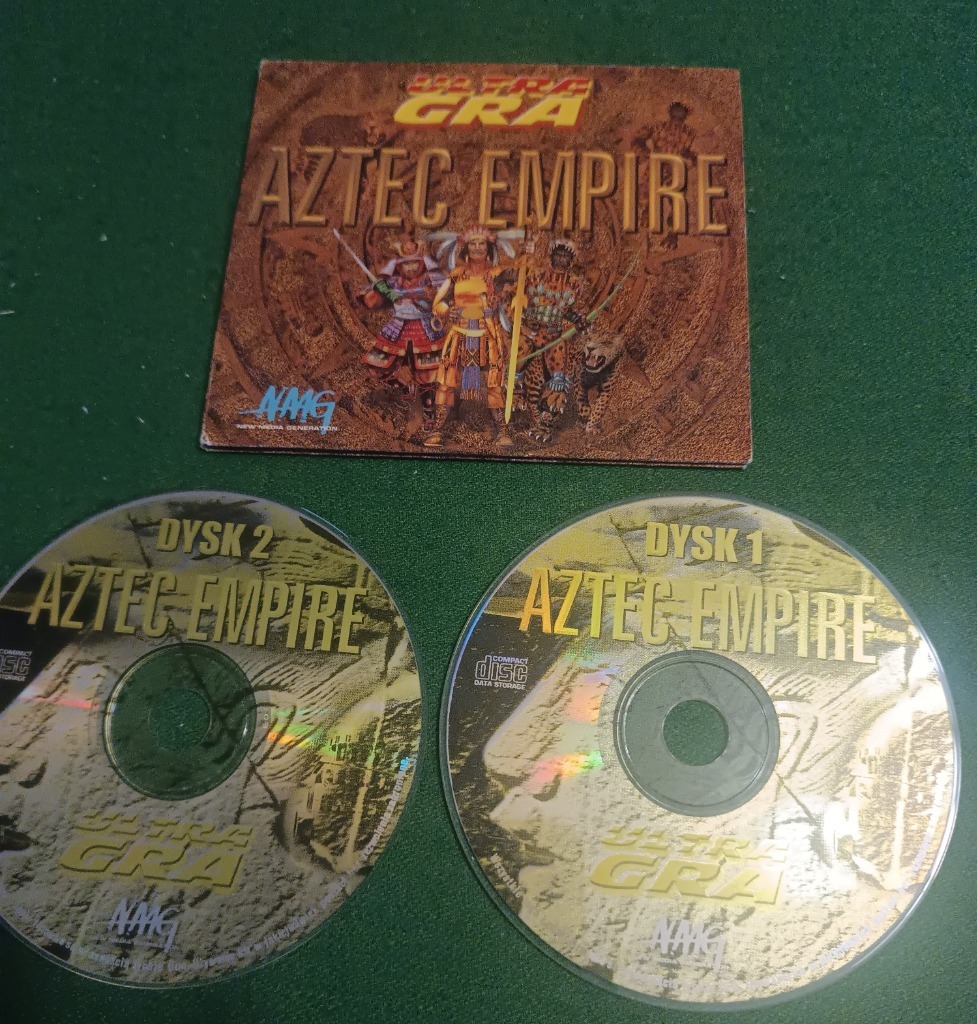 ULTRA
GRA
AZTEC EMPIRE
NMG
NEW MEDIA GENERATION
DYSK 2
AZTEC EMPIRE
COMPACT
disc
DATA STORAGE
ULTRA
GRA
NMG
DYSK 1
AZTEC EMPIRE
COMPACT
disc
DATA STORAGE
ULTRA
GRA
NMG